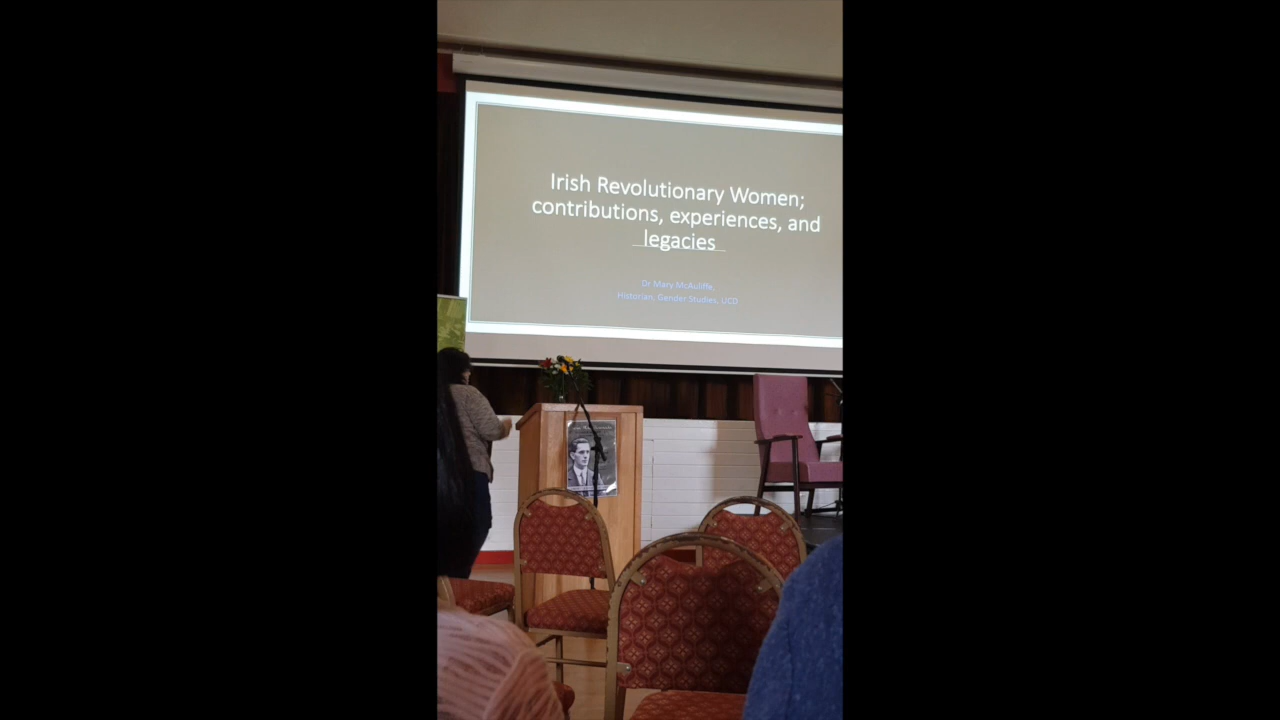 Irish Revolutionary Women;
contributions, experiences, and
legacies
Dr Mary McAuliffe,
Historian, Gender Studies, UCD